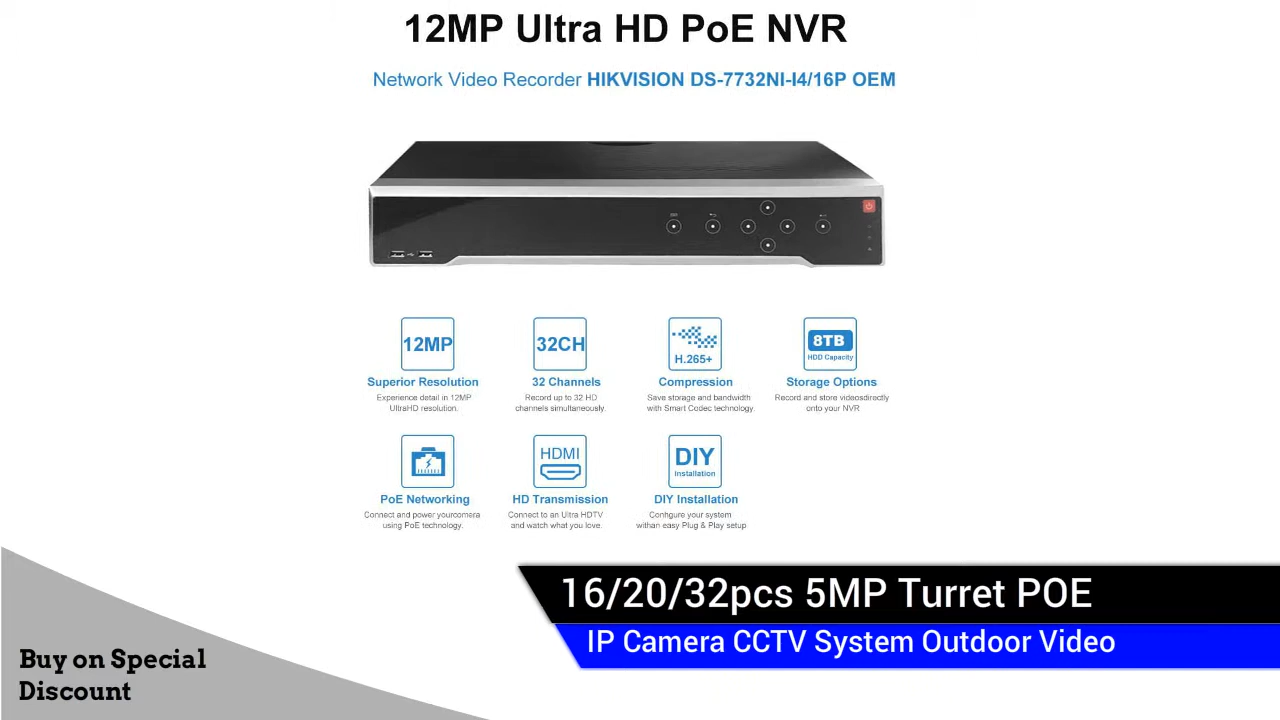 12MP Ultra HD PoE NVR
Network Video Recorder HIKVISION DS-7732NI-I4/16P OEM
12MP
32CH
H.265+
8TB
HDD Capacity
Superior Resolution
32 Channels
Compression
Storage Options
Experience detail in 12MP
UltraHD resolution.
Record up to 32 HD
channels simultaneously.
Save storage and bandwidth
with Smart Codec technology.
Record and store videosdirectly
onto your NVR
HDMI
DIY
Installation
PoE Networking
HD Transmission
DIY Installation
Connect and power yourcomera
using PoE technology.
Connect to an Ultra HDTV
and watch what you love.
Conhgure your system
withan easy Plug & Play setup
16/20/32pcs 5MP Turret POE
IP Camera CCTV System Outdoor Video
Buy on Special
Discount